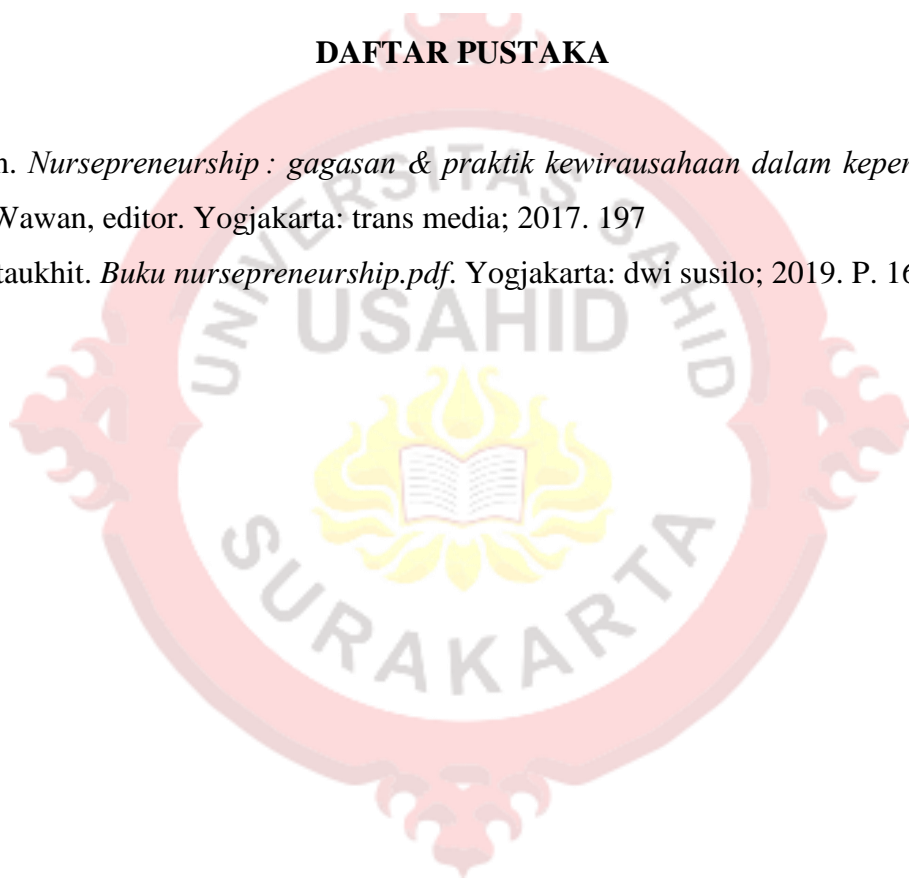 DAFTAR PUSTAKA
n. Nursepreneurship : gagasan & praktik kewirausahaan dalam keper
Wawan, editor. Yogjakarta: trans media; 2017. 197
taukhit. Buku nursepreneurship.pdf. Yogjakarta: dwi susilo; 2019. P. 16
UNIVERSITAS SAHID
USAHID
SURAKARTA